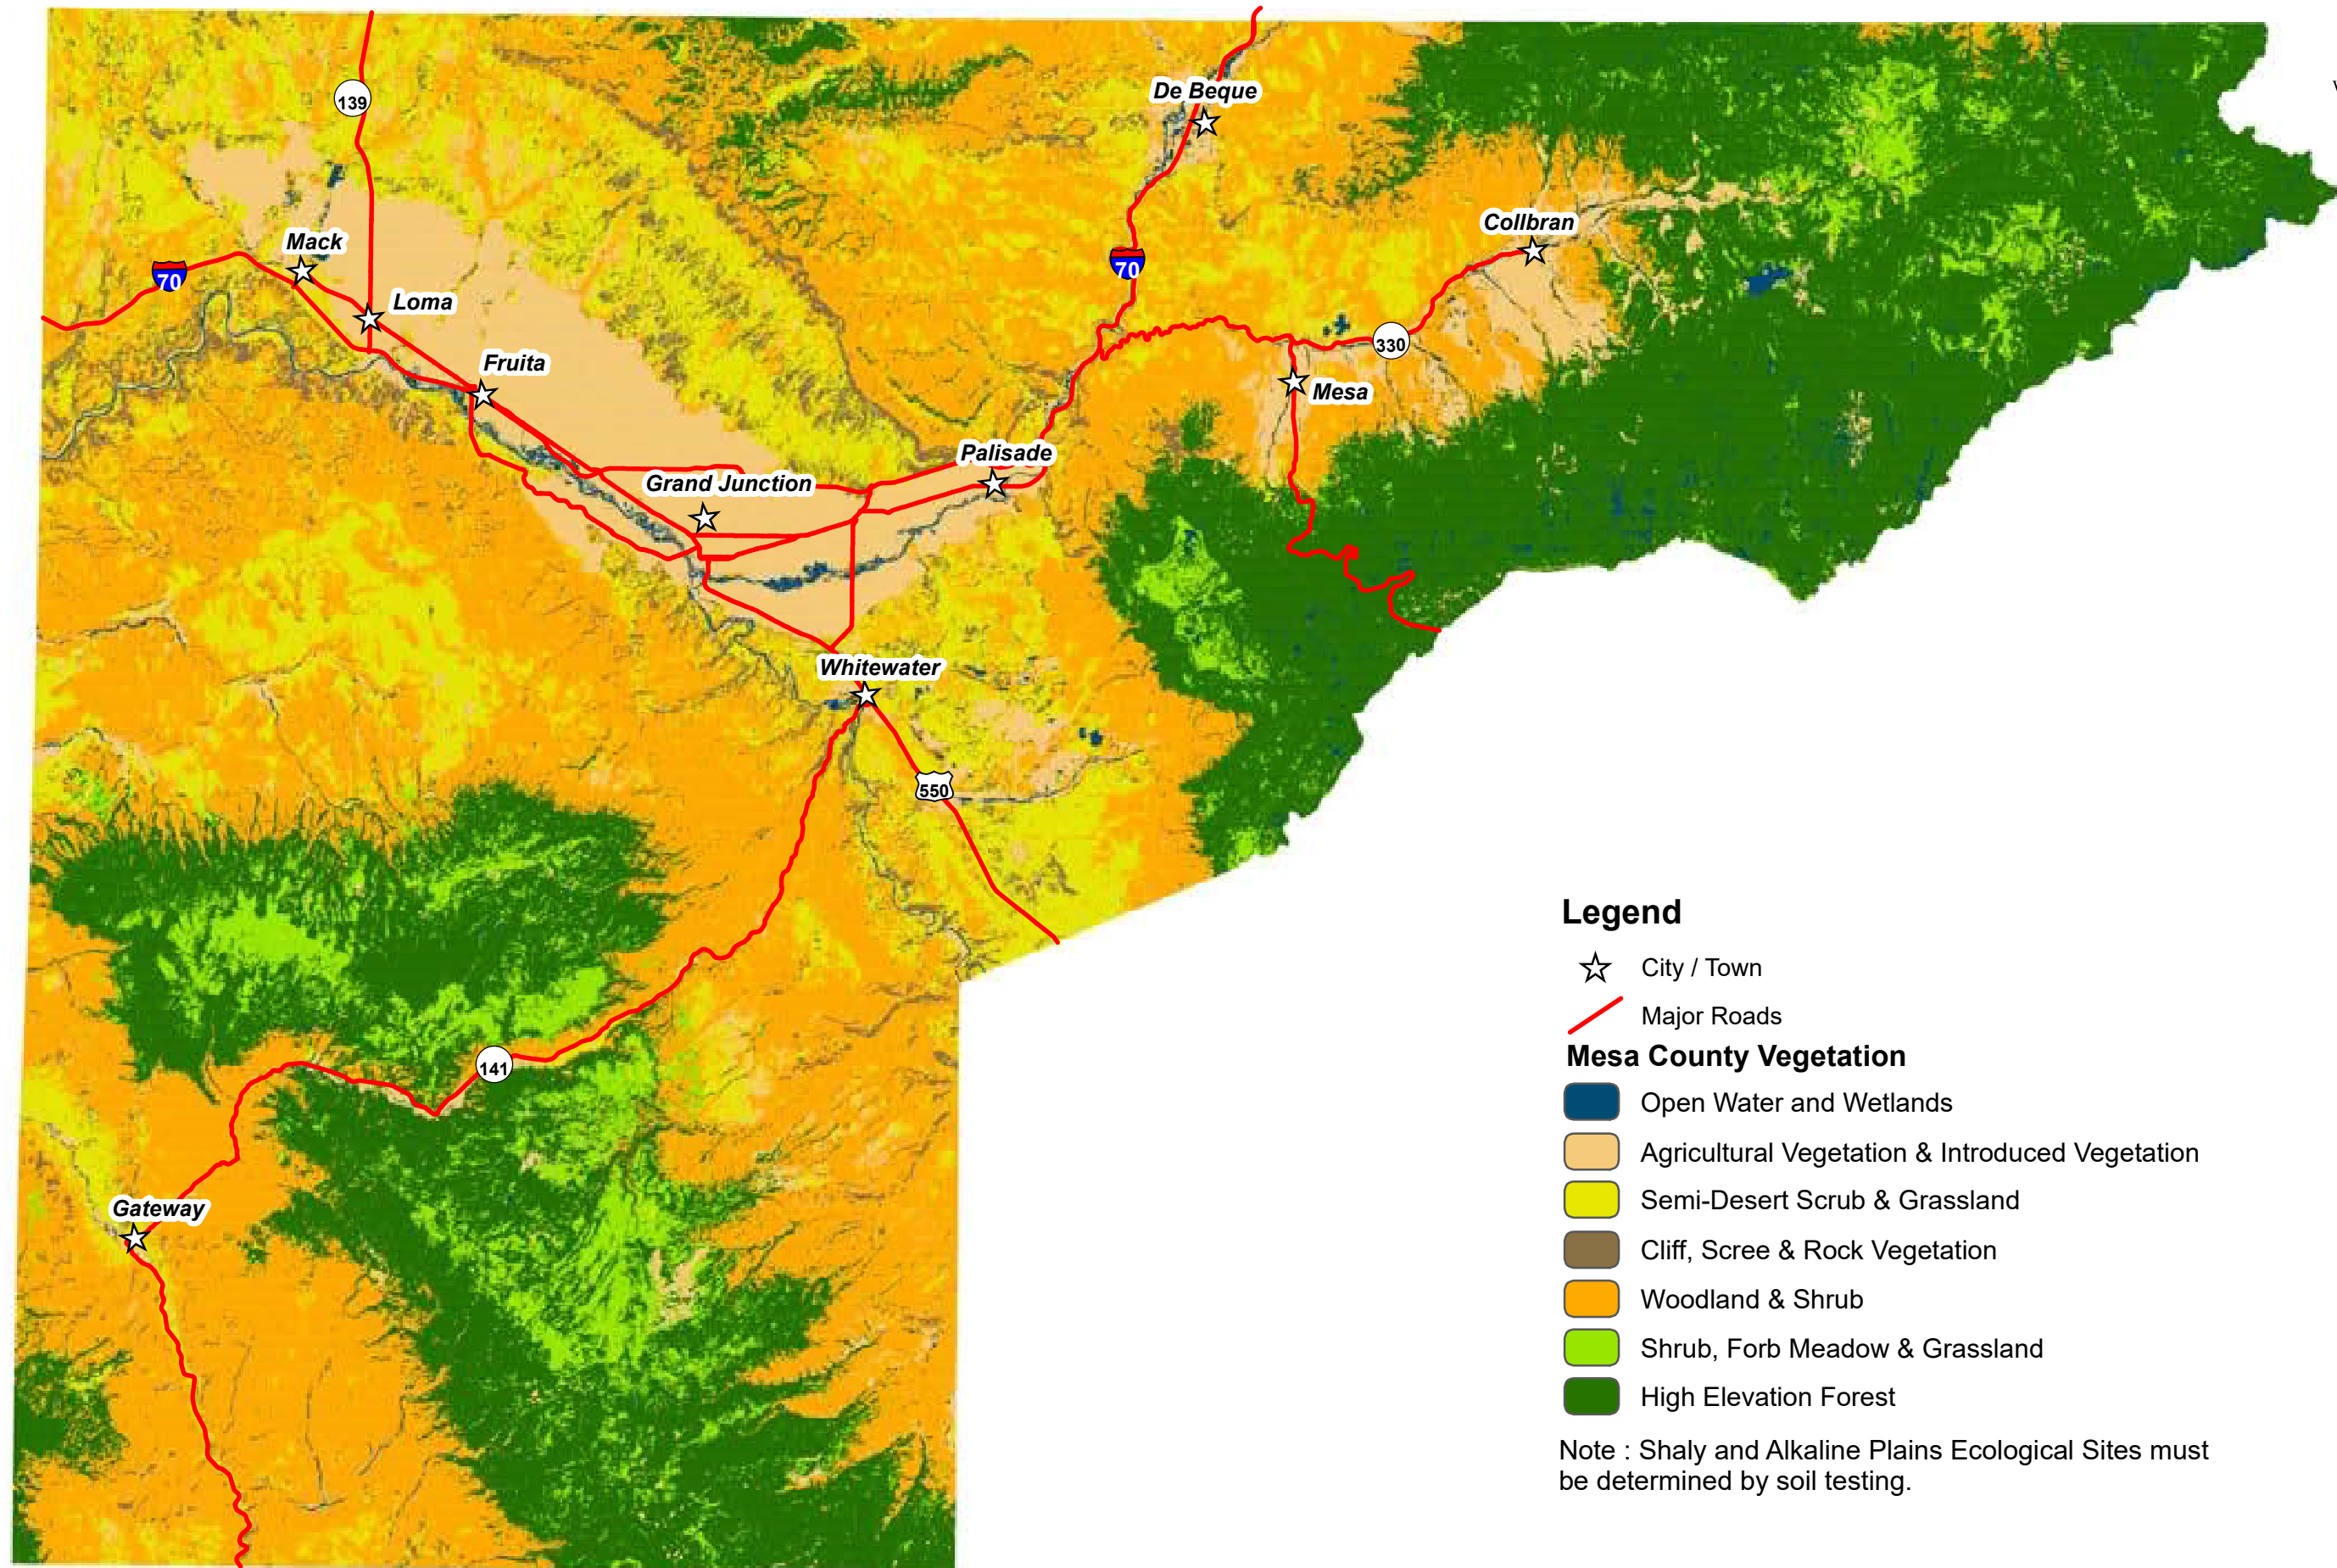 De Beque
139
Collbran
Mack
70
70
Loma
330
Fruita
Mesa
Palisade
Grand Junction
Whitewater
550
141
Gateway
Legend
City / Town
Major Roads
Mesa County Vegetation
Open Water and Wetlands
Agricultural Vegetation & Introduced Vegetation
Semi-Desert Scrub & Grassland
Cliff, Scree & Rock Vegetation
Woodland & Shrub
Shrub, Forb Meadow & Grassland
High Elevation Forest
Note : Shaly and Alkaline Plains Ecological Sites must
be determined by soil testing.